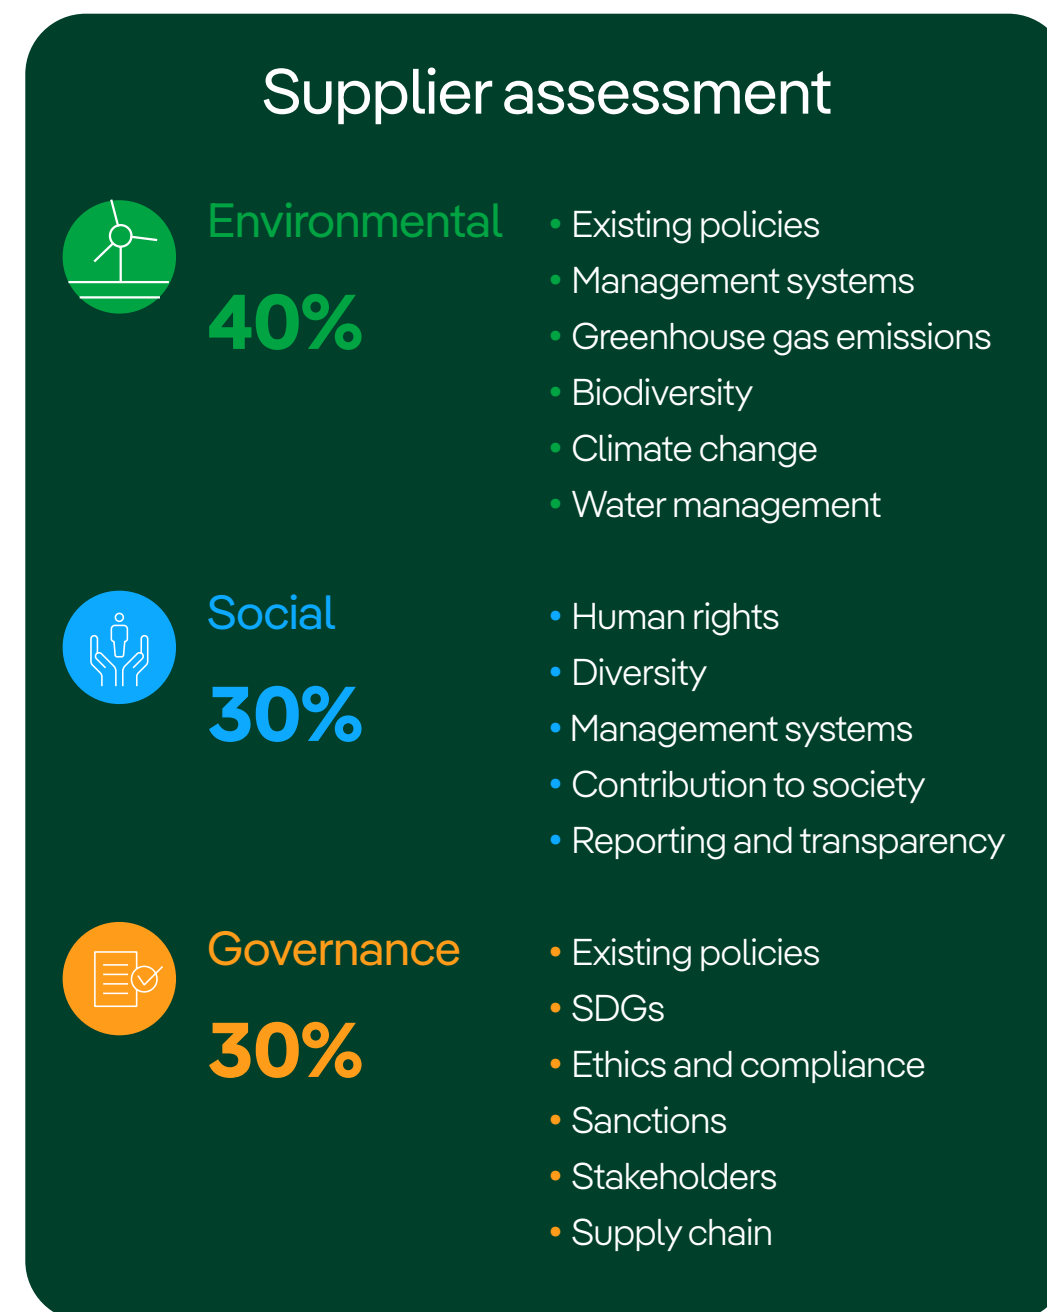 Supplier assessment
Environmental
40%
• Existing policies
• Management systems
• Greenhouse gas emissions
• Biodiversity
• Climate change
• Water management
Social
30%
• Human rights
• Diversity
• Management systems
• Contribution to society
• Reporting and transparency
Governance
30%
• Existing policies
• SDGs
• Ethics and compliance
• Sanctions
• Stakeholders
• Supply chain